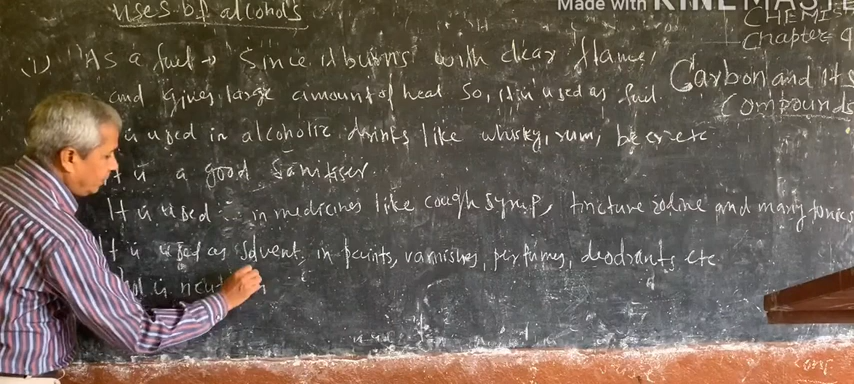 Made with KINEMASTE
uses of alcohols
CHEMIS
Chapter = 4
Carbon and its
Compounds
(1) As a fuel → Since it burns with clear flame,
and gives large amount of heat So, it is used as fuel.
is used in alcoholic drinks like whisky, rum, beer etc
It is a good Sanitiser
It is used in medicines like cough syrup, tincture iodine and many tonics
It is used as Solvent in paints, varnishes, perfumes, deodrants etc
is neut